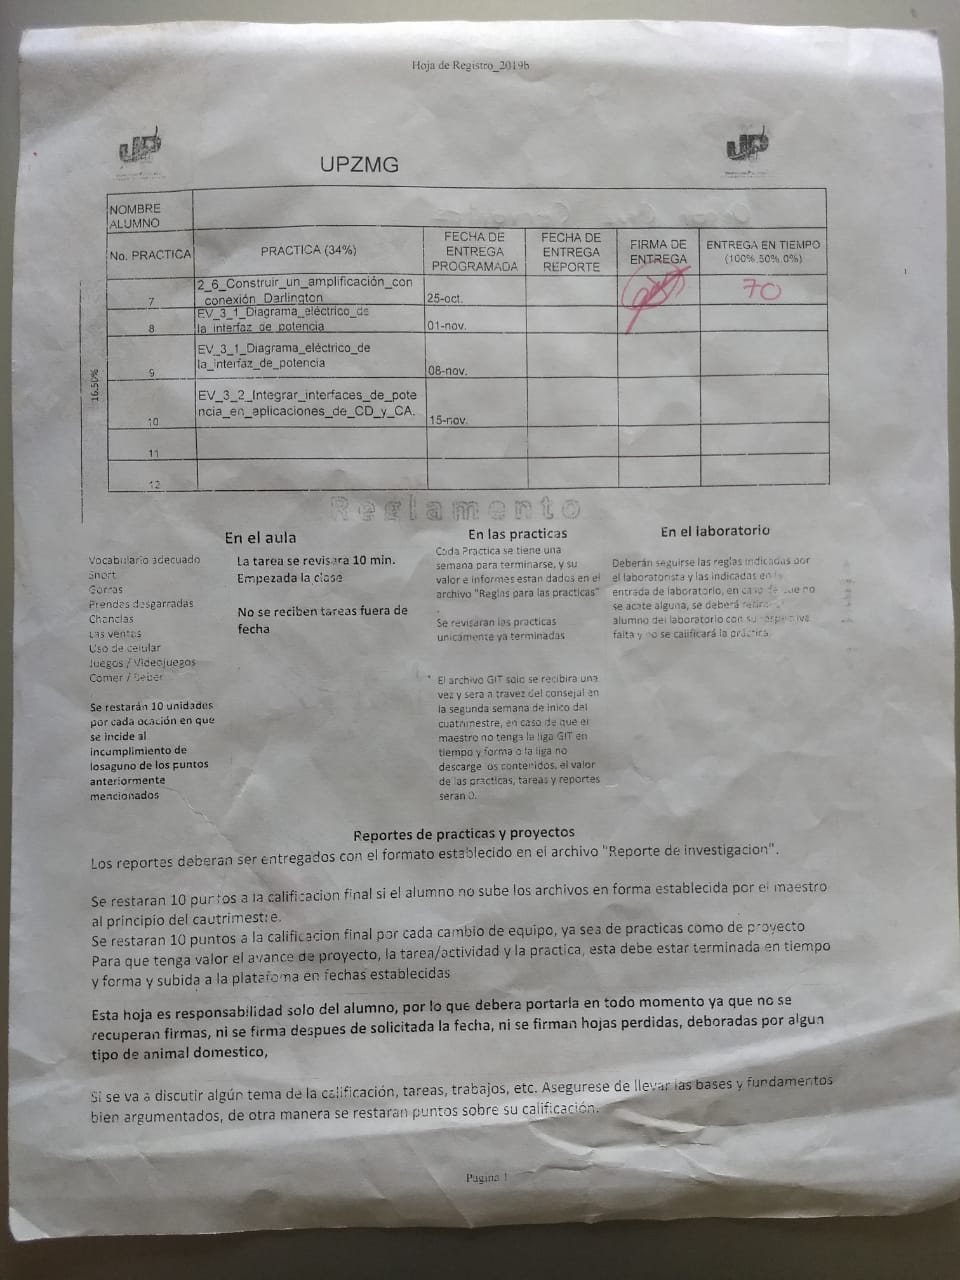 Hoja de Registro_2019b
UP
UP
UPZMG
NOMBRE
ALUMNO
No. PRACTICA
PRACTICA (34%)
FECHA DE
ENTREGA
PROGRAMADA
FECHA DE
ENTREGA
REPORTE
FIRMA DE
ENTREGA
ENTREGA EN TIEMPO
(100%.50%.0%)
16.50%
7
2_6_Construir_un_amplificación_con
_conexión_Darlington
25-oct.
70
8
EV_3_1_Diagrama_eléctrico_de
la_interfaz_de_potencia
01-nov.
9
EV_3_1_Diagrama_eléctrico_de
la_interfaz_de_potencia
08-nov.
10
EV_3_2_Integrar_interfaces_de_pote
ncia_en_aplicaciones_de_CD_y_CA.
15-nov.
11
12
Reglamento
En el aula
Vocabulario adecuado
Short
Gorras
Prendas desgarradas
Chanclas
Las ventas
Uso de celular
Juegos / Videojuegos
Comer / Beber
Se restarán 10 unidades
por cada ocación en que
se incide al
incumplimiento de
losaguno de los puntos
anteriormente
mencionados
La tarea se revisara 10 min.
Empezada la clase
No se reciben tareas fuera de
fecha
En las practicas
Cada Practica se tiene una
semana para terminarse, y su
valor e informes estan dados en el
archivo "Reglas para las practicas"
.
Se revisaran las practicas
unicamente ya terminadas
* El archivo GIT solo se recibira una
vez y sera a travez del consejal en
la segunda semana de inico del
cuatrimestre, en caso de que el
maestro no tenga la liga GIT en
tiempo y forma o la liga no
descarge los contenidos, el valor
de las practicas, tareas y reportes
seran 0.
En el laboratorio
Deberán seguirse las reglas indicadas por
el laboratorista y las indicadas en la
entrada de laboratorio, en caso de que no
se acate alguna, se deberá retirar al
alumno del laboratorio con su respectiva
falta y no se calificará la práctica
Reportes de practicas y proyectos
Los reportes deberan ser entregados con el formato establecido en el archivo "Reporte de investigacion".
Se restaran 10 puntos a la calificacion final si el alumno no sube los archivos en forma establecida por el maestro
al principio del cautrimestre.
Se restaran 10 puntos a la calificacion final por cada cambio de equipo, ya sea de practicas como de proyecto
Para que tenga valor el avance de proyecto, la tarea/actividad y la practica, esta debe estar terminada en tiempo
y forma y subida a la platafoma en fechas establecidas
Esta hoja es responsabilidad solo del alumno, por lo que debera portarla en todo momento ya que no se
recuperan firmas, ni se firma despues de solicitada la fecha, ni se firman hojas perdidas, deboradas por algun
tipo de animal domestico,
Si se va a discutir algún tema de la calificación, tareas, trabajos, etc. Asegurese de llevar las bases y fundamentos
bien argumentados, de otra manera se restaran puntos sobre su calificación.
Pagina 1